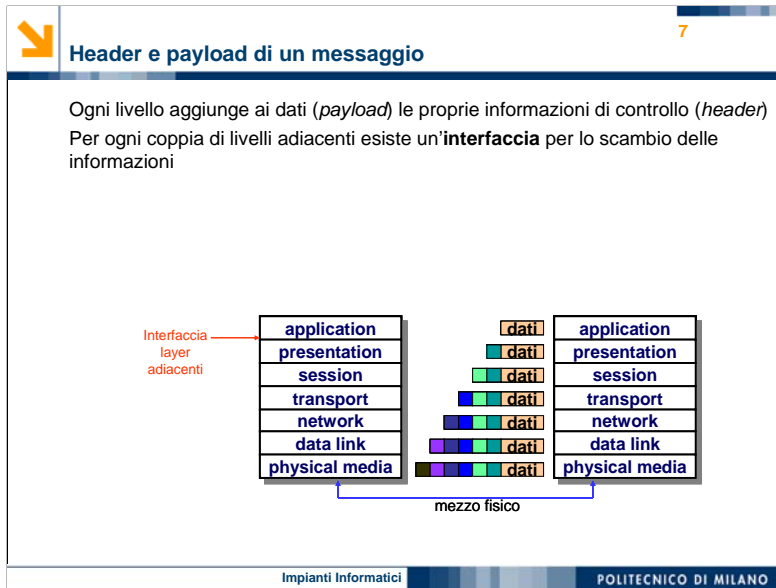 7
Header e payload di un messaggio
Ogni livello aggiunge ai dati (payload) le proprie informazioni di controllo (header)
Per ogni coppia di livelli adiacenti esiste un'interfaccia per lo scambio delle
informazioni
Interfaccia
layer
adiacenti
application
presentation
session
transport
network
data link
physical media
dati
dati
dati
dati
dati
dati
dati
application
presentation
session
transport
network
data link
physical media
mezzo fisico
Impianti Informatici
POLITECNICO DI MILANO